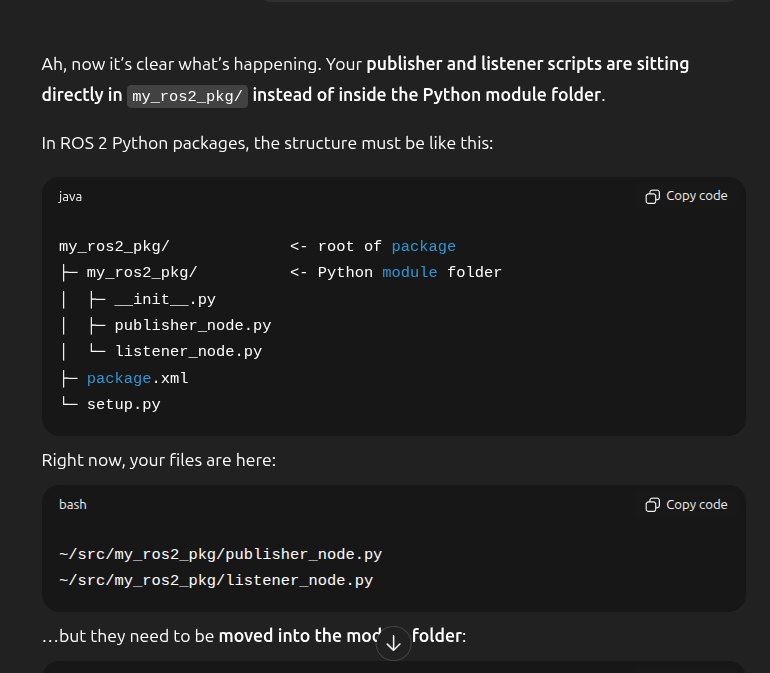 Ah, now it’s clear what’s happening. Your publisher and listener scripts are sitting
directly in my_ros2_pkg/ instead of inside the Python module folder.
In ROS 2 Python packages, the structure must be like this:
java
Copy code
my_ros2_pkg/             <- root of package
├─ my_ros2_pkg/          <- Python module folder
│  ├─ __init__.py
│  ├─ publisher_node.py
│  └─ listener_node.py
├─ package.xml
└─ setup.py
Right now, your files are here:
bash
Copy code
~/src/my_ros2_pkg/publisher_node.py
~/src/my_ros2_pkg/listener_node.py
…but they need to be moved into the folder: